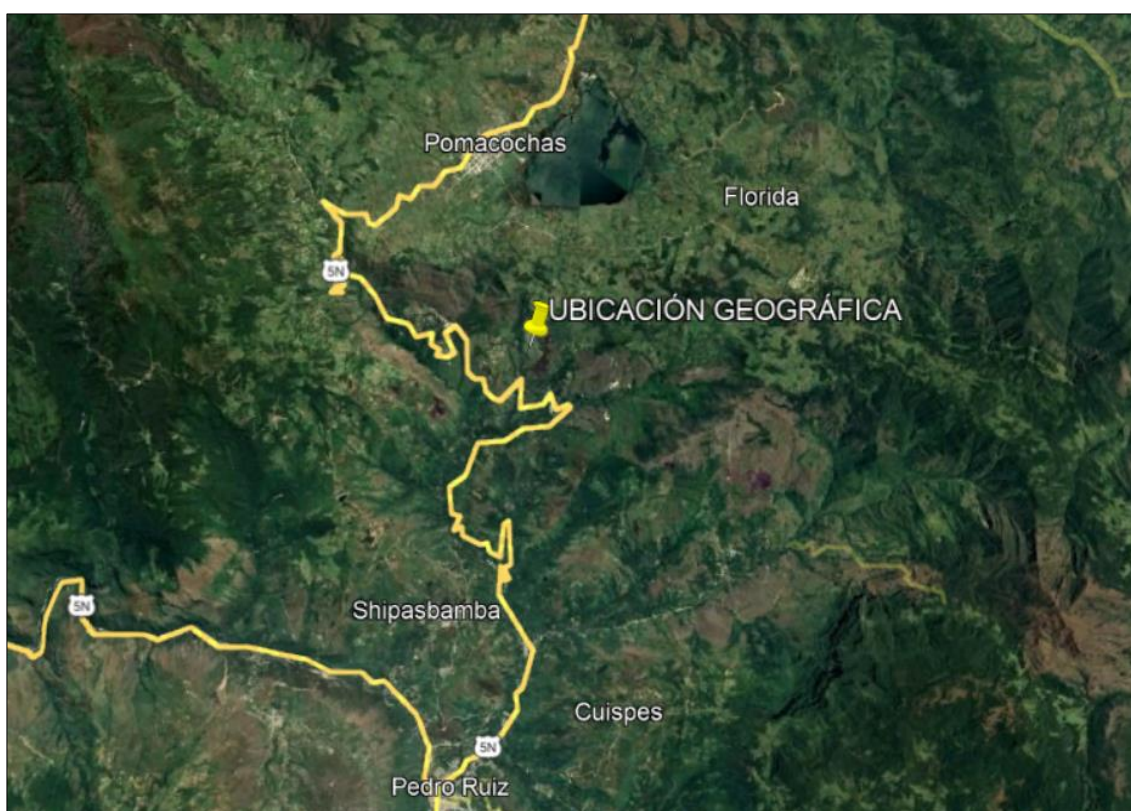 Pomacochas
Florida
5N
UBICACIÓN GEOGRÁFICA
5N
Shipasbamba
Cuispes
5N
Pedro Ruiz